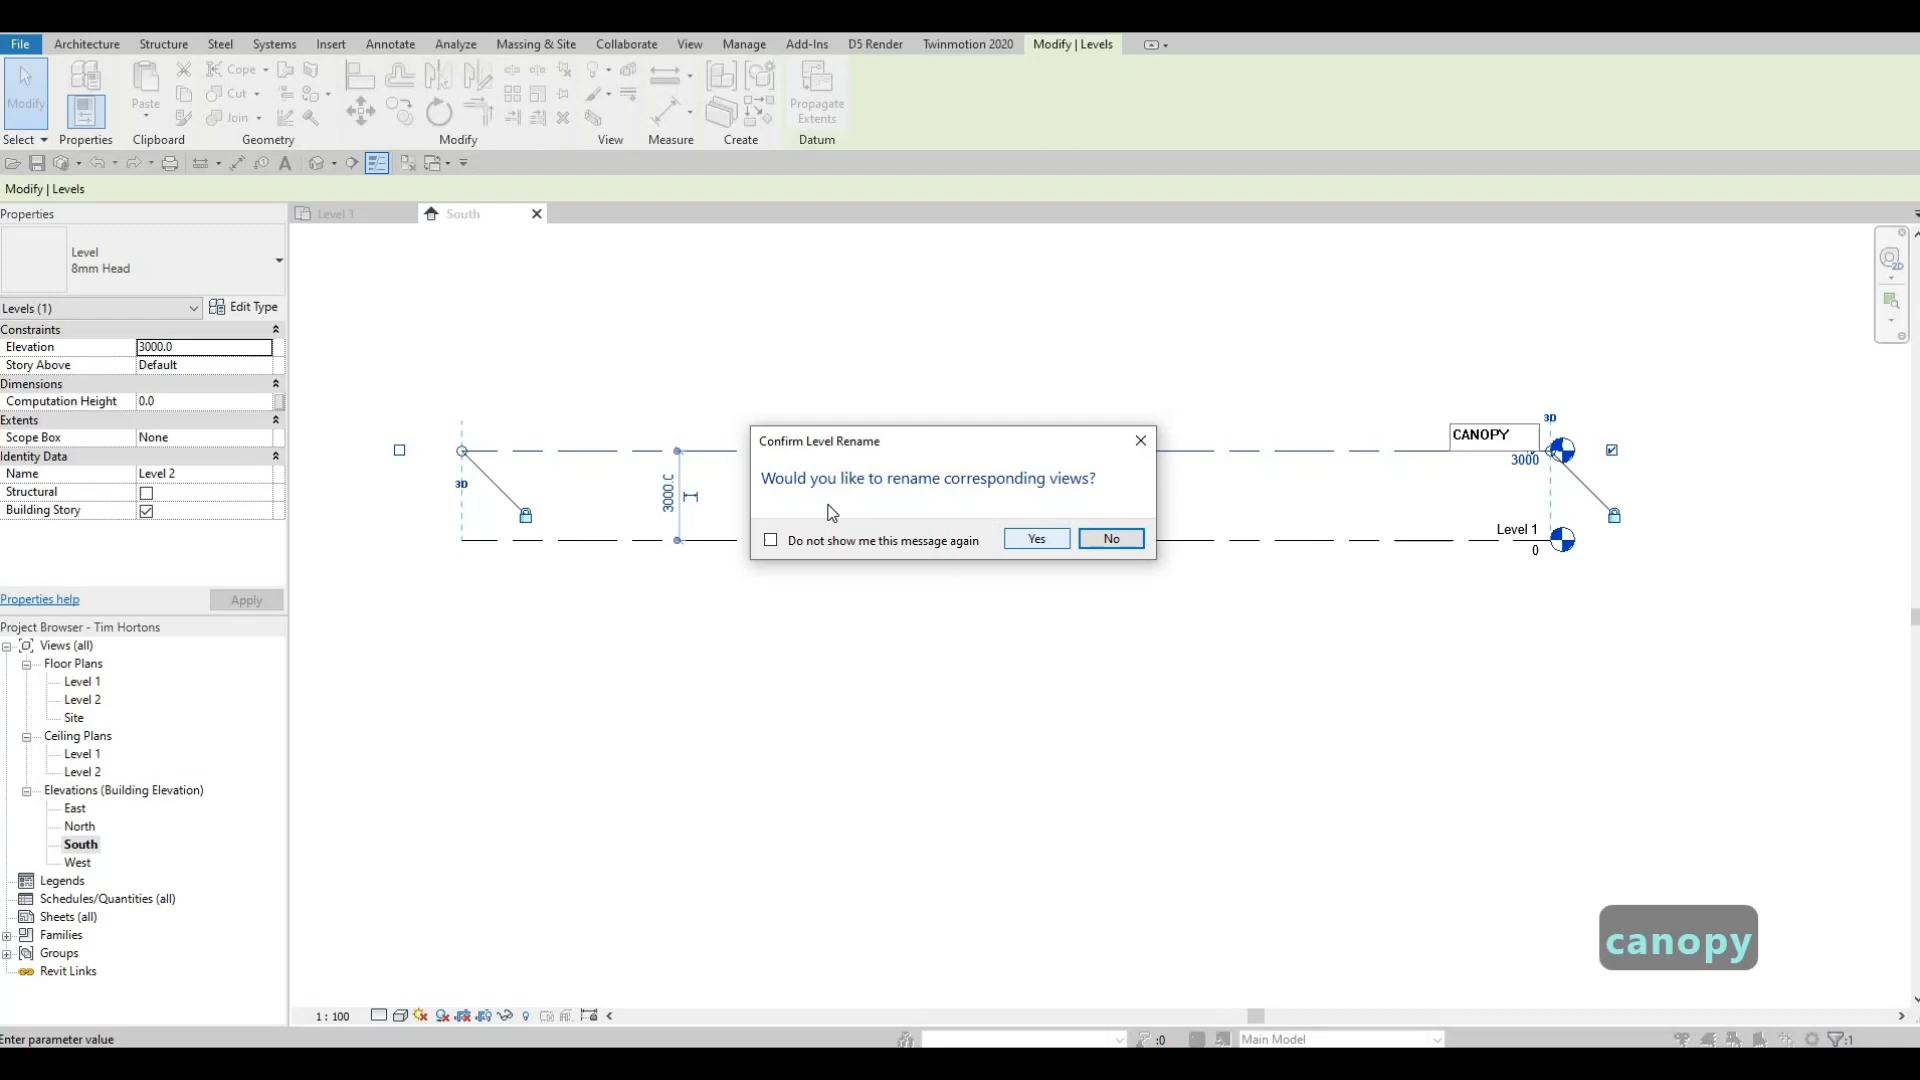 File Architecture Structure Steel Systems Insert Annotate Analyze Massing & Site Collaborate View Manage Add-Ins D5 Render Twinmotion 2020 Modify | Levels
Modify Paste Cope Cut Join Propagate Extents
Select Properties Clipboard Geometry Modify View Measure Create Datum
Modify | Levels
Properties
Level
8mm Head
Levels (1) Edit Type
Constraints
Elevation 3000.0
Story Above Default
Dimensions
Computation Height 0.0
Extents
Scope Box None
Identity Data
Name Level 2
Structural
Building Story
Properties help Apply
Project Browser - Tim Hortons
Views (all)
Floor Plans
Level 1
Level 2
Site
Ceiling Plans
Level 1
Level 2
Elevations (Building Elevation)
East
North
South
West
Legends
Schedules/Quantities (all)
Sheets (all)
Families
Groups
Revit Links
Level 1 South
2D
3D
3000.0
Confirm Level Rename
Would you like to rename corresponding views?
Do not show me this message again Yes No
3D
CANOPY
3000
Level 1
0
canopy
1 : 100
Enter parameter value :0 Main Model :1